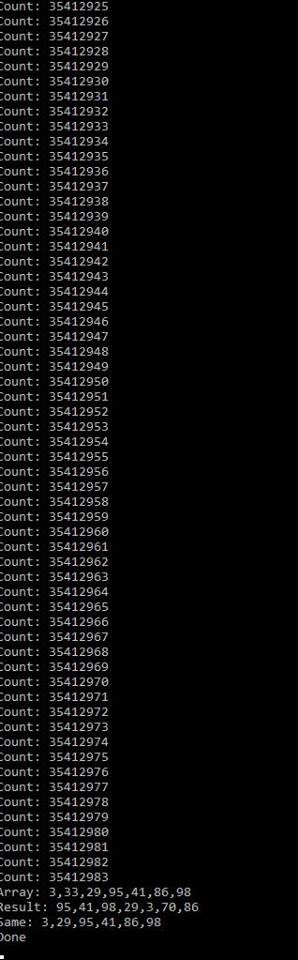 Count: 35412925
Count: 35412926
Count: 35412927
Count: 35412928
Count: 35412929
Count: 35412930
Count: 35412931
Count: 35412932
Count: 35412933
Count: 35412934
Count: 35412935
Count: 35412936
Count: 35412937
Count: 35412938
Count: 35412939
Count: 35412940
Count: 35412941
Count: 35412942
Count: 35412943
Count: 35412944
Count: 35412945
Count: 35412946
Count: 35412947
Count: 35412948
Count: 35412949
Count: 35412950
Count: 35412951
Count: 35412952
Count: 35412953
Count: 35412954
Count: 35412955
Count: 35412956
Count: 35412957
Count: 35412958
Count: 35412959
Count: 35412960
Count: 35412961
Count: 35412962
Count: 35412963
Count: 35412964
Count: 35412965
Count: 35412966
Count: 35412967
Count: 35412968
Count: 35412969
Count: 35412970
Count: 35412971
Count: 35412972
Count: 35412973
Count: 35412974
Count: 35412975
Count: 35412976
Count: 35412977
Count: 35412978
Count: 35412979
Count: 35412980
Count: 35412981
Count: 35412982
Count: 35412983
Array: 3,33,29,95,41,86,98
Result: 95,41,98,29,3,70,86
Same: 3,29,95,41,86,98
Done